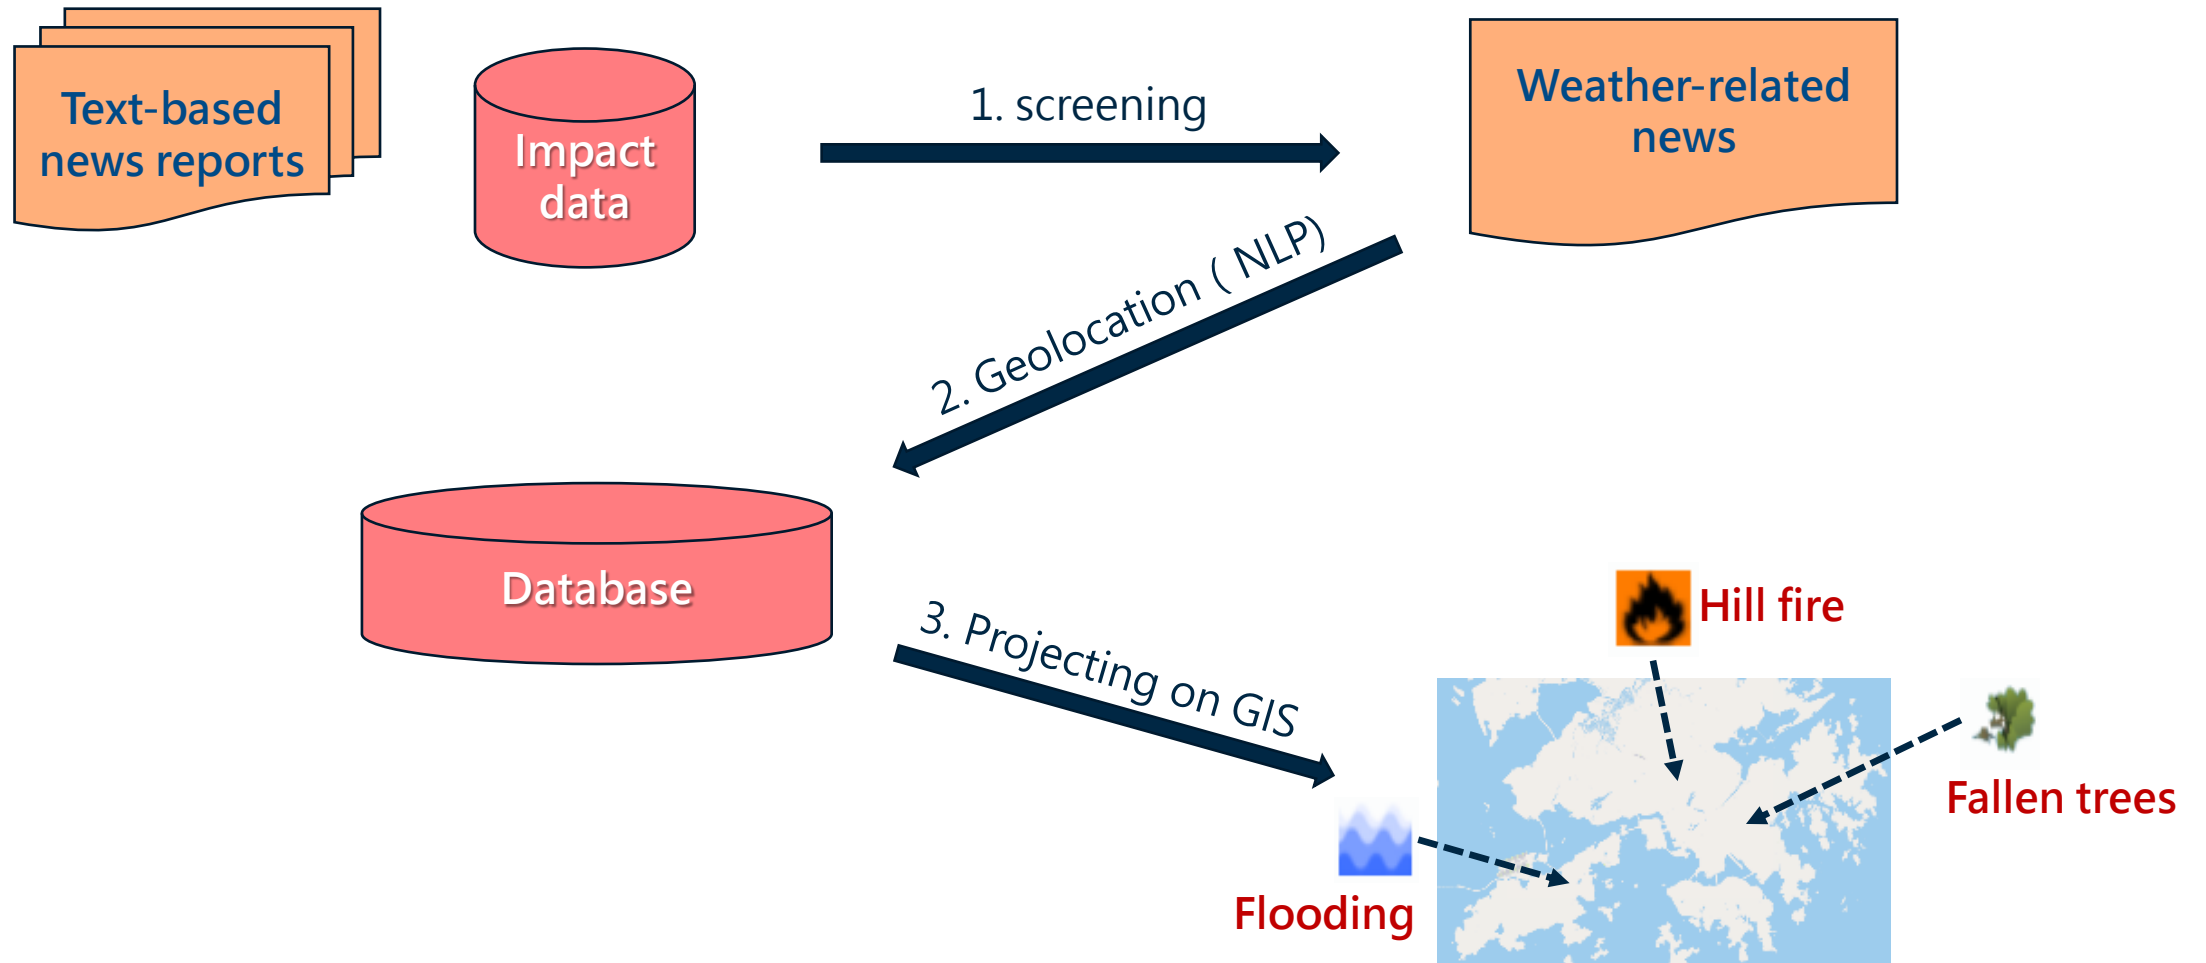 Text-based
news reports
Impact
data
1. screening
Weather-related
news
2. Geolocation ( NLP)
Database
3. Projecting on GIS
Hill fire
Fallen trees
Flooding